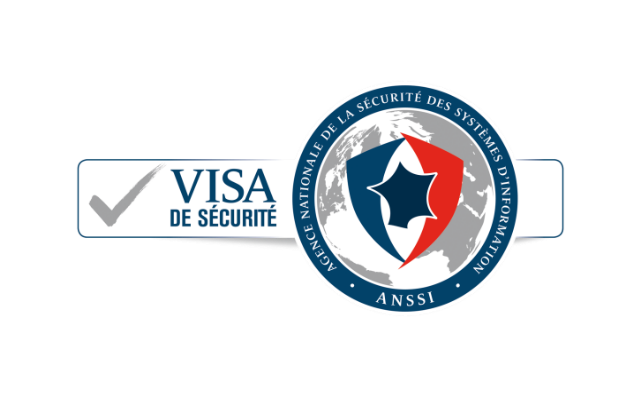 VISA
DE SÉCURITÉ
AGENCE NATIONALE DE LA SÉCURITÉ DES SYSTÈMES D'INFORMATION
• ANSSI •